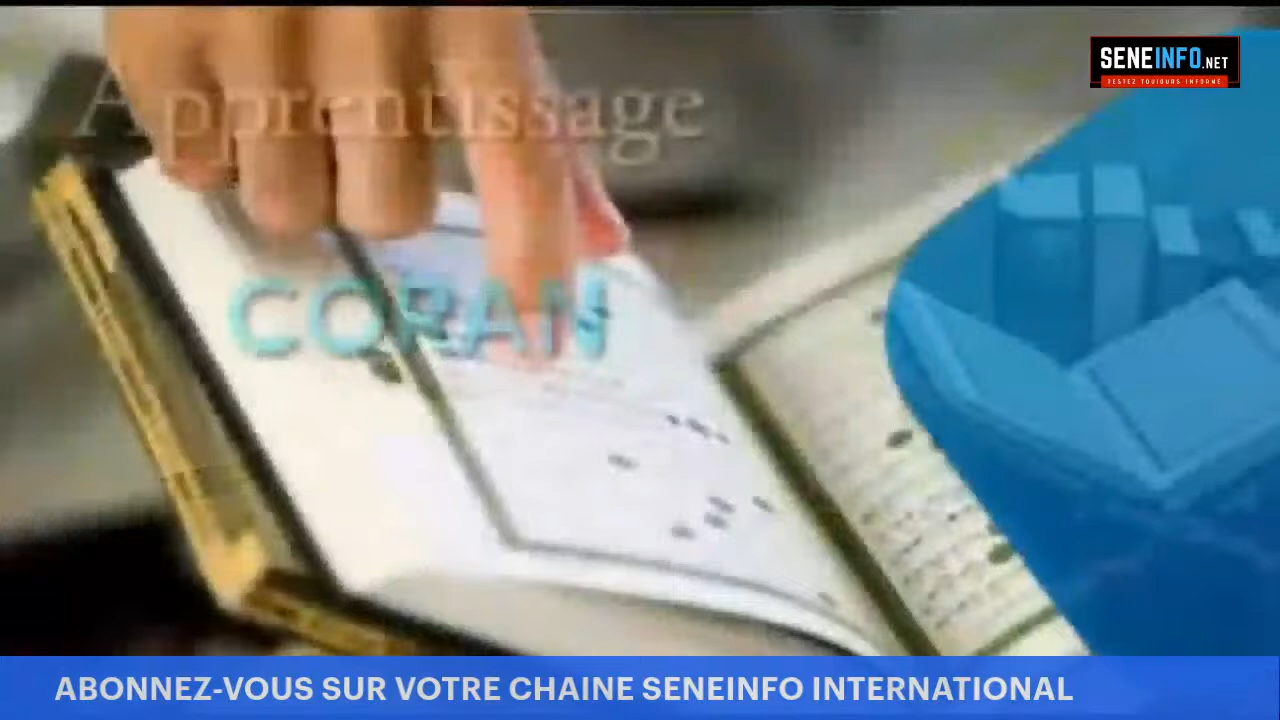 Apprentissage
SENEINFO.NET
RESTEZ TOUJOURS INFORMÉ
CORAN
ABONNEZ-VOUS SUR VOTRE CHAINE SENEINFO INTERNATIONAL